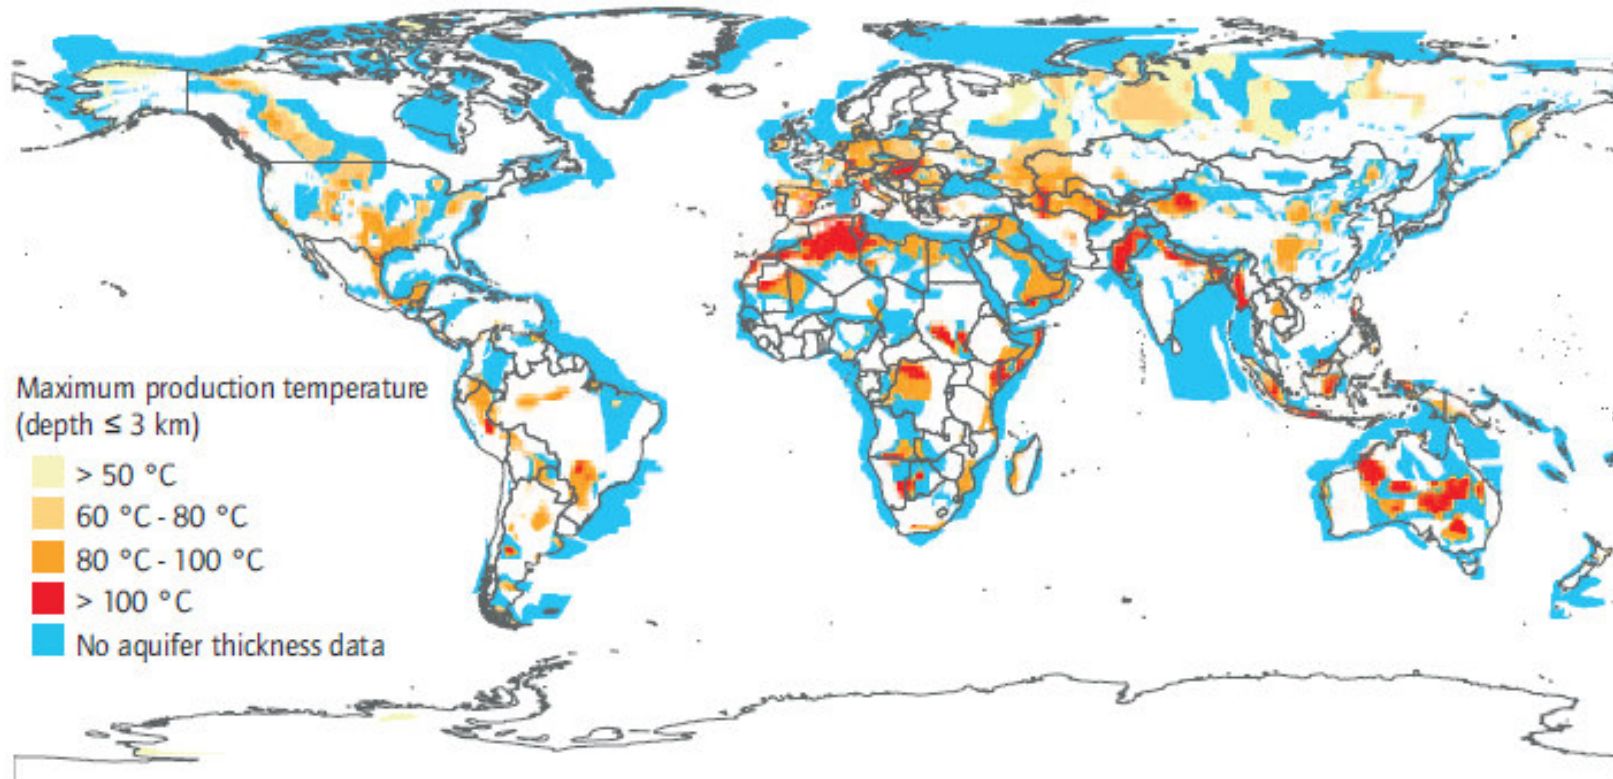 Maximum production temperature
(depth ≤ 3 km)
> 50 °C
60 °C - 80 °C
80 °C - 100 °C
> 100 °C
No aquifer thickness data